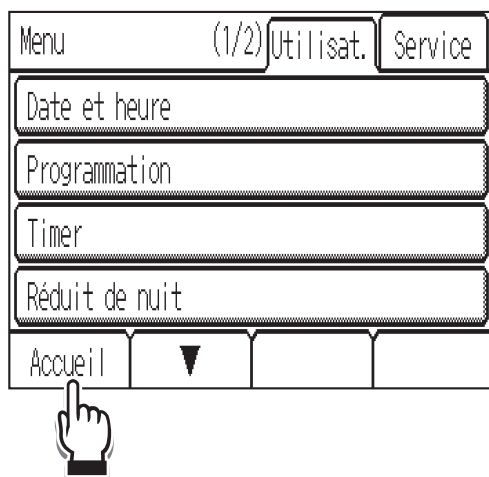 Menu (1/2) Utilisat. Service
Date et heure
Programmation
Timer
Réduit de nuit
Accueil ▼